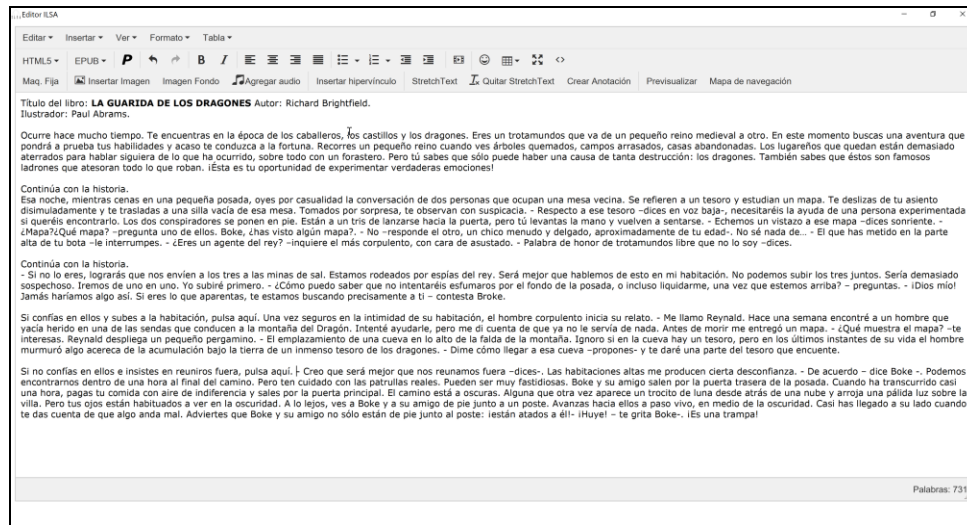 Editor ILSA
Editar Insertar Ver Formato Tabla
HTML5 EPUB P B I
Maq. Fija Insertar Imagen Imagen Fondo Agregar audio Insertar hipervínculo StretchText Quitar StretchText Crear Anotación Previsualizar Mapa de navegación
Título del libro: LA GUARIDA DE LOS DRAGONES Autor: Richard Brightfield.
Ilustrador: Paul Abrams.
Ocurre hace mucho tiempo. Te encuentras en la época de los caballeros, los castillos y los dragones. Eres un trotamundos que va de un pequeño reino medieval a otro. En este momento buscas una aventura que
pondrá a prueba tus habilidades y acaso te conduzca a la fortuna. Recorres un pequeño reino cuando ves árboles quemados, campos arrasados, casas abandonadas. Los lugareños que quedan están demasiado
aterrados para hablar siguiera de lo que ha ocurrido, sobre todo con un forastero. Pero tú sabes que sólo puede haber una causa de tanta destrucción: los dragones. También sabes que éstos son famosos
ladrones que atesoran todo lo que roban. ¡Ésta es tu oportunidad de experimentar verdaderas emociones!
Continúa con la historia.
Esa noche, mientras cenas en una pequeña posada, oyes por casualidad la conversación de dos personas que ocupan una mesa vecina. Se refieren a un tesoro y estudian un mapa. Te deslizas de tu asiento
disimuladamente y te trasladas a una silla vacía de esa mesa. Tomados por sorpresa, te observan con suspicacia. - Respecto a ese tesoro –dices en voz baja-, necesitaréis la ayuda de una persona experimentada
si queréis encontrarlo. Los dos conspiradores se ponen en pie. Están a un tris de lanzarse hacia la puerta, pero tú levantas la mano y vuelven a sentarse. - Echemos un vistazo a ese mapa –dices sonriente. -
¿Mapa?¿Qué mapa? –pregunta uno de ellos. Boke, ¿has visto algún mapa?. - No –responde el otro, un chico menudo y delgado, aproximadamente de tu edad-. No sé nada de... - El que has metido en la parte
alta de tu bota –le interrumpes. - ¿Eres un agente del rey? –inquiere el más corpulento, con cara de asustado. - Palabra de honor de trotamundos libre que no lo soy –dices.
Continúa con la historia.
- Si no lo eres, lograrás que nos envíen a los tres a las minas de sal. Estamos rodeados por espías del rey. Será mejor que hablemos de esto en mi habitación. No podemos subir los tres juntos. Sería demasiado
sospechoso. Iremos de uno en uno. Yo subiré primero. - ¿Cómo puedo saber que no intentaréis esfumaros por el fondo de la posada, o incluso liquidarme, una vez que estemos arriba? – preguntas. - ¡Dios mío!
Jamás haríamos algo así. Si eres lo que aparentas, te estamos buscando precisamente a ti – contesta Broke.
Si confías en ellos y subes a la habitación, pulsa aquí. Una vez seguros en la intimidad de su habitación, el hombre corpulento inicia su relato. - Me llamo Reynald. Hace una semana encontré a un hombre que
yacía herido en una de las sendas que conducen a la montaña del Dragón. Intenté ayudarle, pero me di cuenta de que ya no le servía de nada. Antes de morir me entregó un mapa. - ¿Qué muestra el mapa? –te
interesas. Reynald despliega un pequeño pergamino. - El emplazamiento de una cueva en lo alto de la falda de la montaña. Ignoro si en la cueva hay un tesoro, pero en los últimos instantes de su vida el hombre
murmuró algo acereca de la acumulación bajo la tierra de un inmenso tesoro de los dragones. - Dime cómo llegar a esa cueva –propones- y te daré una parte del tesoro que encuente.
Si no confías en ellos e insistes en reuniros fuera, pulsa aquí. - Creo que será mejor que nos reunamos fuera –dices-. Las habitaciones altas me producen cierta desconfianza. - De acuerdo – dice Boke -. Podemos
encontrarnos dentro de una hora al final del camino. Pero ten cuidado con las patrullas reales. Pueden ser muy fastidiosas. Boke y su amigo salen por la puerta trasera de la posada. Cuando ha transcurrido casi
una hora, pagas tu comida con aire de indiferencia y sales por la puerta principal. El camino está a oscuras. Alguna que otra vez aparece un trocito de luna desde atrás de una nube y arroja una pálida luz sobre la
villa. Pero tus ojos están habituados a ver en la oscuridad. A lo lejos, ves a Boke y a su amigo de pie junto a un poste. Avanzas hacia ellos a paso vivo, en medio de la oscuridad. Casi has llegado a su lado cuando
te das cuenta de que algo anda mal. Adviertes que Boke y su amigo no sólo están de pie junto al poste: ¡están atados a él!- ¡Huye! – te grita Boke-. ¡Es una trampa!
Palabras: 731